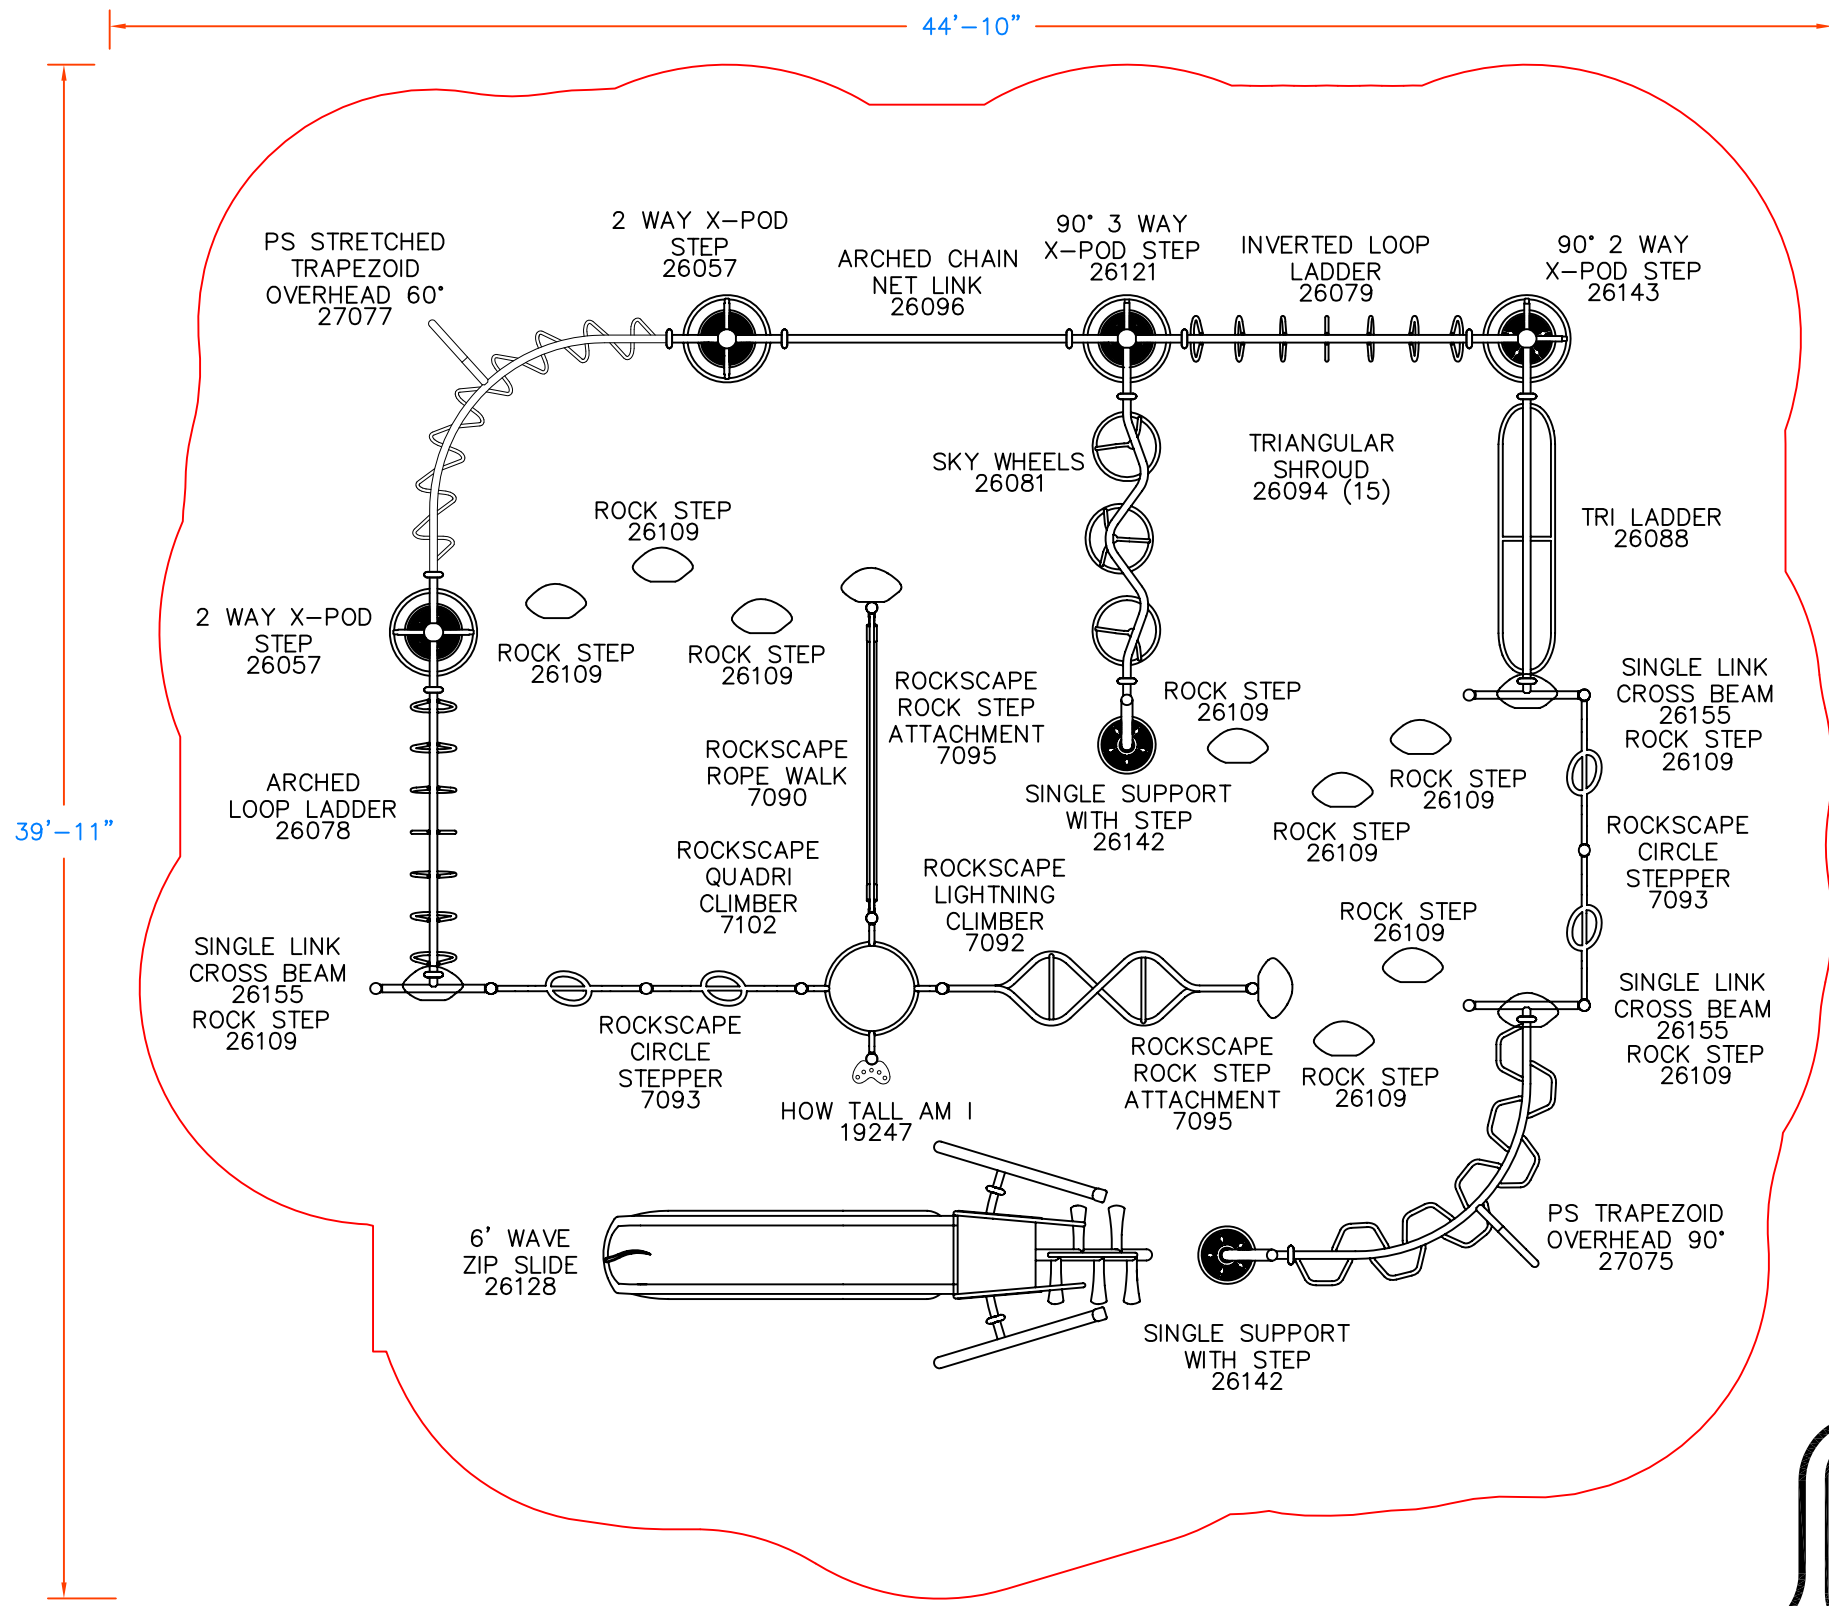 44'-10"
2 WAY X-POD
STEP
26057
90° 3 WAY
X-POD STEP
26121
PS STRETCHED
TRAPEZOID
OVERHEAD 60°
27077
ARCHED CHAIN
NET LINK
26096
INVERTED LOOP
LADDER
26079
90° 2 WAY
X-POD STEP
26143
SKY WHEELS
26081
TRIANGULAR
SHROUD
26094 (15)
ROCK STEP
26109
TRI LADDER
26088
2 WAY X-POD
STEP
26057
ROCK STEP
26109
ROCK STEP
26109
ROCKSCAPE
ROCK STEP
ATTACHMENT
7095
ROCK STEP
26109
SINGLE LINK
CROSS BEAM
26155
ROCK STEP
26109
ROCKSCAPE
ROPE WALK
7090
ARCHED
LOOP LADDER
26078
39'-11"
SINGLE SUPPORT
WITH STEP
26142
ROCK STEP
26109
ROCK STEP
26109
ROCKSCAPE
CIRCLE
STEPPER
7093
ROCKSCAPE
QUADRI
CLIMBER
7102
ROCKSCAPE
LIGHTNING
CLIMBER
7092
ROCK STEP
26109
SINGLE LINK
CROSS BEAM
26155
ROCK STEP
26109
SINGLE LINK
CROSS BEAM
26155
ROCK STEP
26109
ROCKSCAPE
CIRCLE
STEPPER
7093
ROCKSCAPE
ROCK STEP
ATTACHMENT
7095
ROCK STEP
26109
HOW TALL AM I
19247
6' WAVE
ZIP SLIDE
26128
PS TRAPEZOID
OVERHEAD 90°
27075
SINGLE SUPPORT
WITH STEP
26142